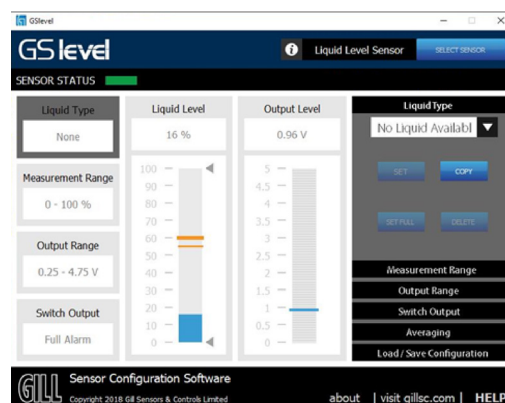 GSlevel
GSlevel
i Liquid Level Sensor SELECT SENSOR
SENSOR STATUS
Liquid Type
None
Measurement Range
0 - 100 %
Output Range
0.25 - 4.75 V
Switch Output
Full Alarm
Liquid Level
16 %
100
90
80
70
60
50
40
30
20
10
0
Output Level
0.96 V
5
4.5
4
3.5
3
2.5
2
1.5
1
0.5
0
Liquid Type
No Liquid Availabl
SET COPY
SET FULL DELETE
Measurement Range
Output Range
Switch Output
Averaging
Load / Save Configuration
GILL Sensor Configuration Software
Copyright 2018 Gill Sensors & Controls Limited
about | visit gillsc.com | HELP